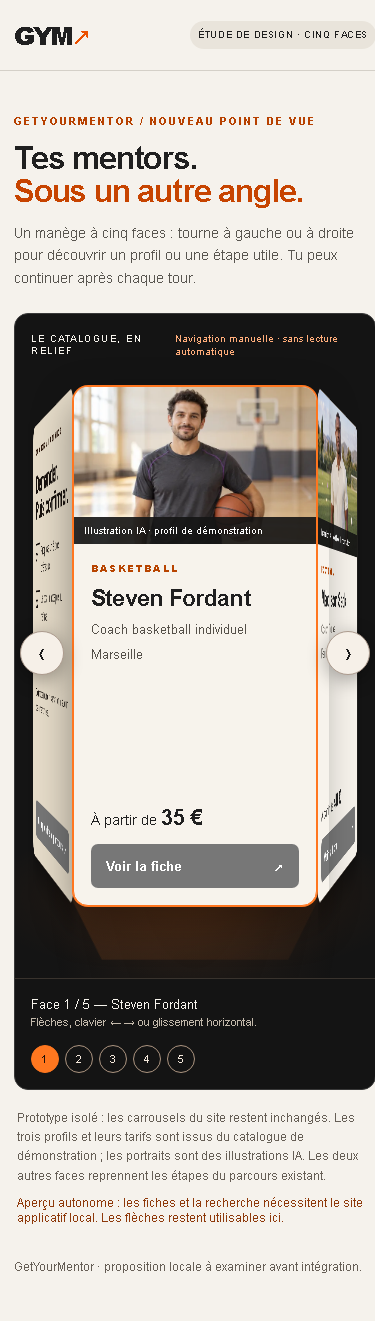 GYM↗
ÉTUDE DE DESIGN · CINQ FACES
GETYOURMENTOR / NOUVEAU POINT DE VUE
Tes mentors.
Sous un autre angle.
Un manège à cinq faces : tourne à gauche ou à droite
pour découvrir un profil ou une étape utile. Tu peux
continuer après chaque tour.
LE CATALOGUE, EN
RELIEF
Navigation manuelle · sans lecture
automatique
Demander.
Puis confirmer.
Illustration IA · profil de démonstration
BASKETBALL
Steven Fordant
Coach basketball individuel
Marseille
À partir de 35 €
Voir la fiche ↗
Face 1 / 5 — Steven Fordant
Flèches, clavier ← → ou glissement horizontal.
1 2 3 4 5
Prototype isolé : les carrousels du site restent inchangés. Les
trois profils et leurs tarifs sont issus du catalogue de
démonstration ; les portraits sont des illustrations IA. Les deux
autres faces reprennent les étapes du parcours existant.
Aperçu autonome : les fiches et la recherche nécessitent le site
applicatif local. Les flèches restent utilisables ici.
GetYourMentor · proposition locale à examiner avant intégration.